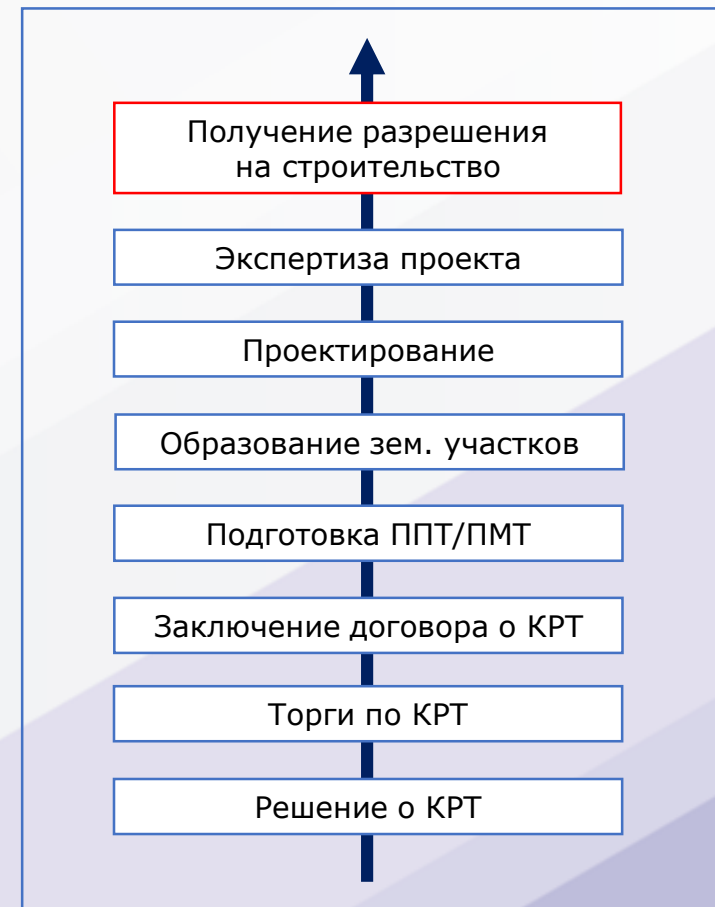 Получение разрешения
на строительство
Экспертиза проекта
Проектирование
Образование зем. участков
Подготовка ППТ/ПМТ
Заключение договора о КРТ
Торги по КРТ
Решение о КРТ